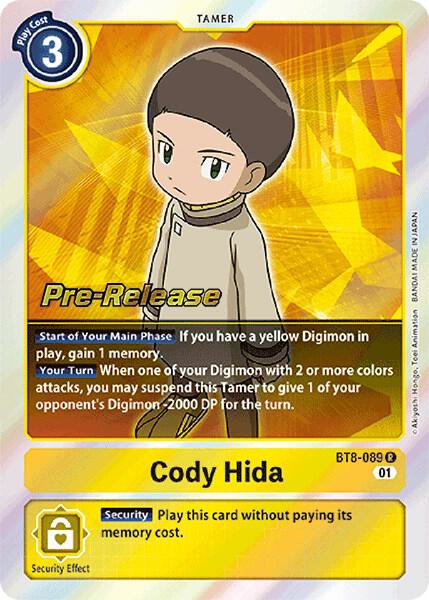 Play Cost
3
TAMER
Pre-Release
Start of Your Main Phase If you have a yellow Digimon in
play, gain 1 memory.
Your Turn When one of your Digimon with 2 or more colors
attacks, you may suspend this Tamer to give 1 of your
opponent's Digimon -2000 DP for the turn.
©Akiyoshi Hongo, Toei Animation BANDAI MADE IN JAPAN
BT8-089 R
Cody Hida
01
Security Play this card without paying its
memory cost.
Security Effect